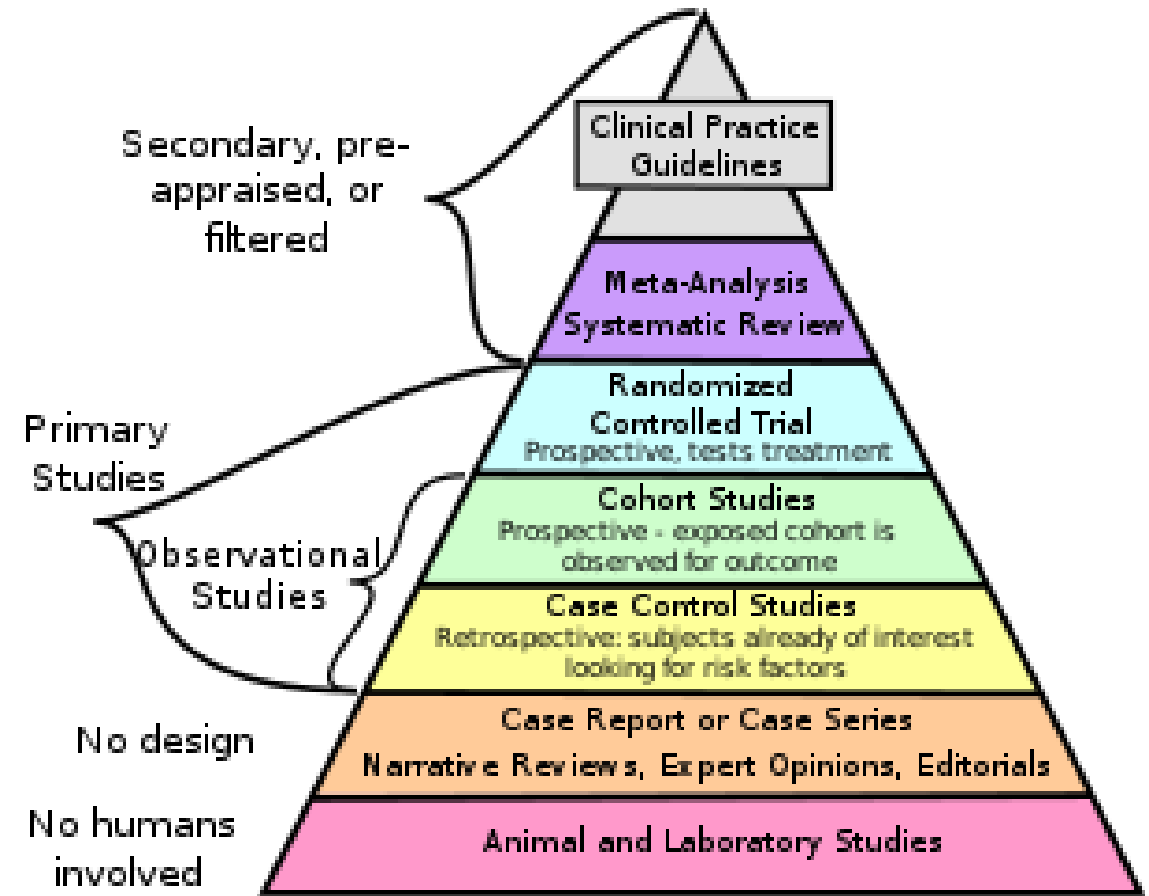 Clinical Practice
Guidelines
Secondary, pre-
appraised, or
filtered
Meta-Analysis
Systematic Review
Randomized
Controlled Trial
Prospective, tests treatment
Primary
Studies
Cohort Studies
Prospective - exposed cohort is
observed for outcome
Observational
Studies
Case Control Studies
Retrospective: subjects already of interest
looking for risk factors
No design
Case Report or Case Series
Narrative Reviews, Expert Opinions, Editorials
No humans
involved
Animal and Laboratory Studies